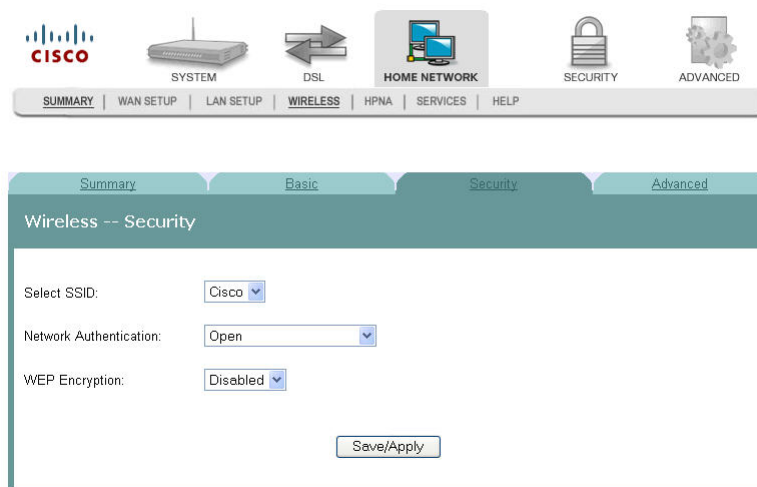 CISCO
SYSTEM DSL HOME NETWORK SECURITY ADVANCED
SUMMARY | WAN SETUP | LAN SETUP | WIRELESS | HPNA | SERVICES | HELP
Summary Basic Security Advanced
Wireless -- Security
Select SSID: Cisco
Network Authentication: Open
WEP Encryption: Disabled
Save/Apply